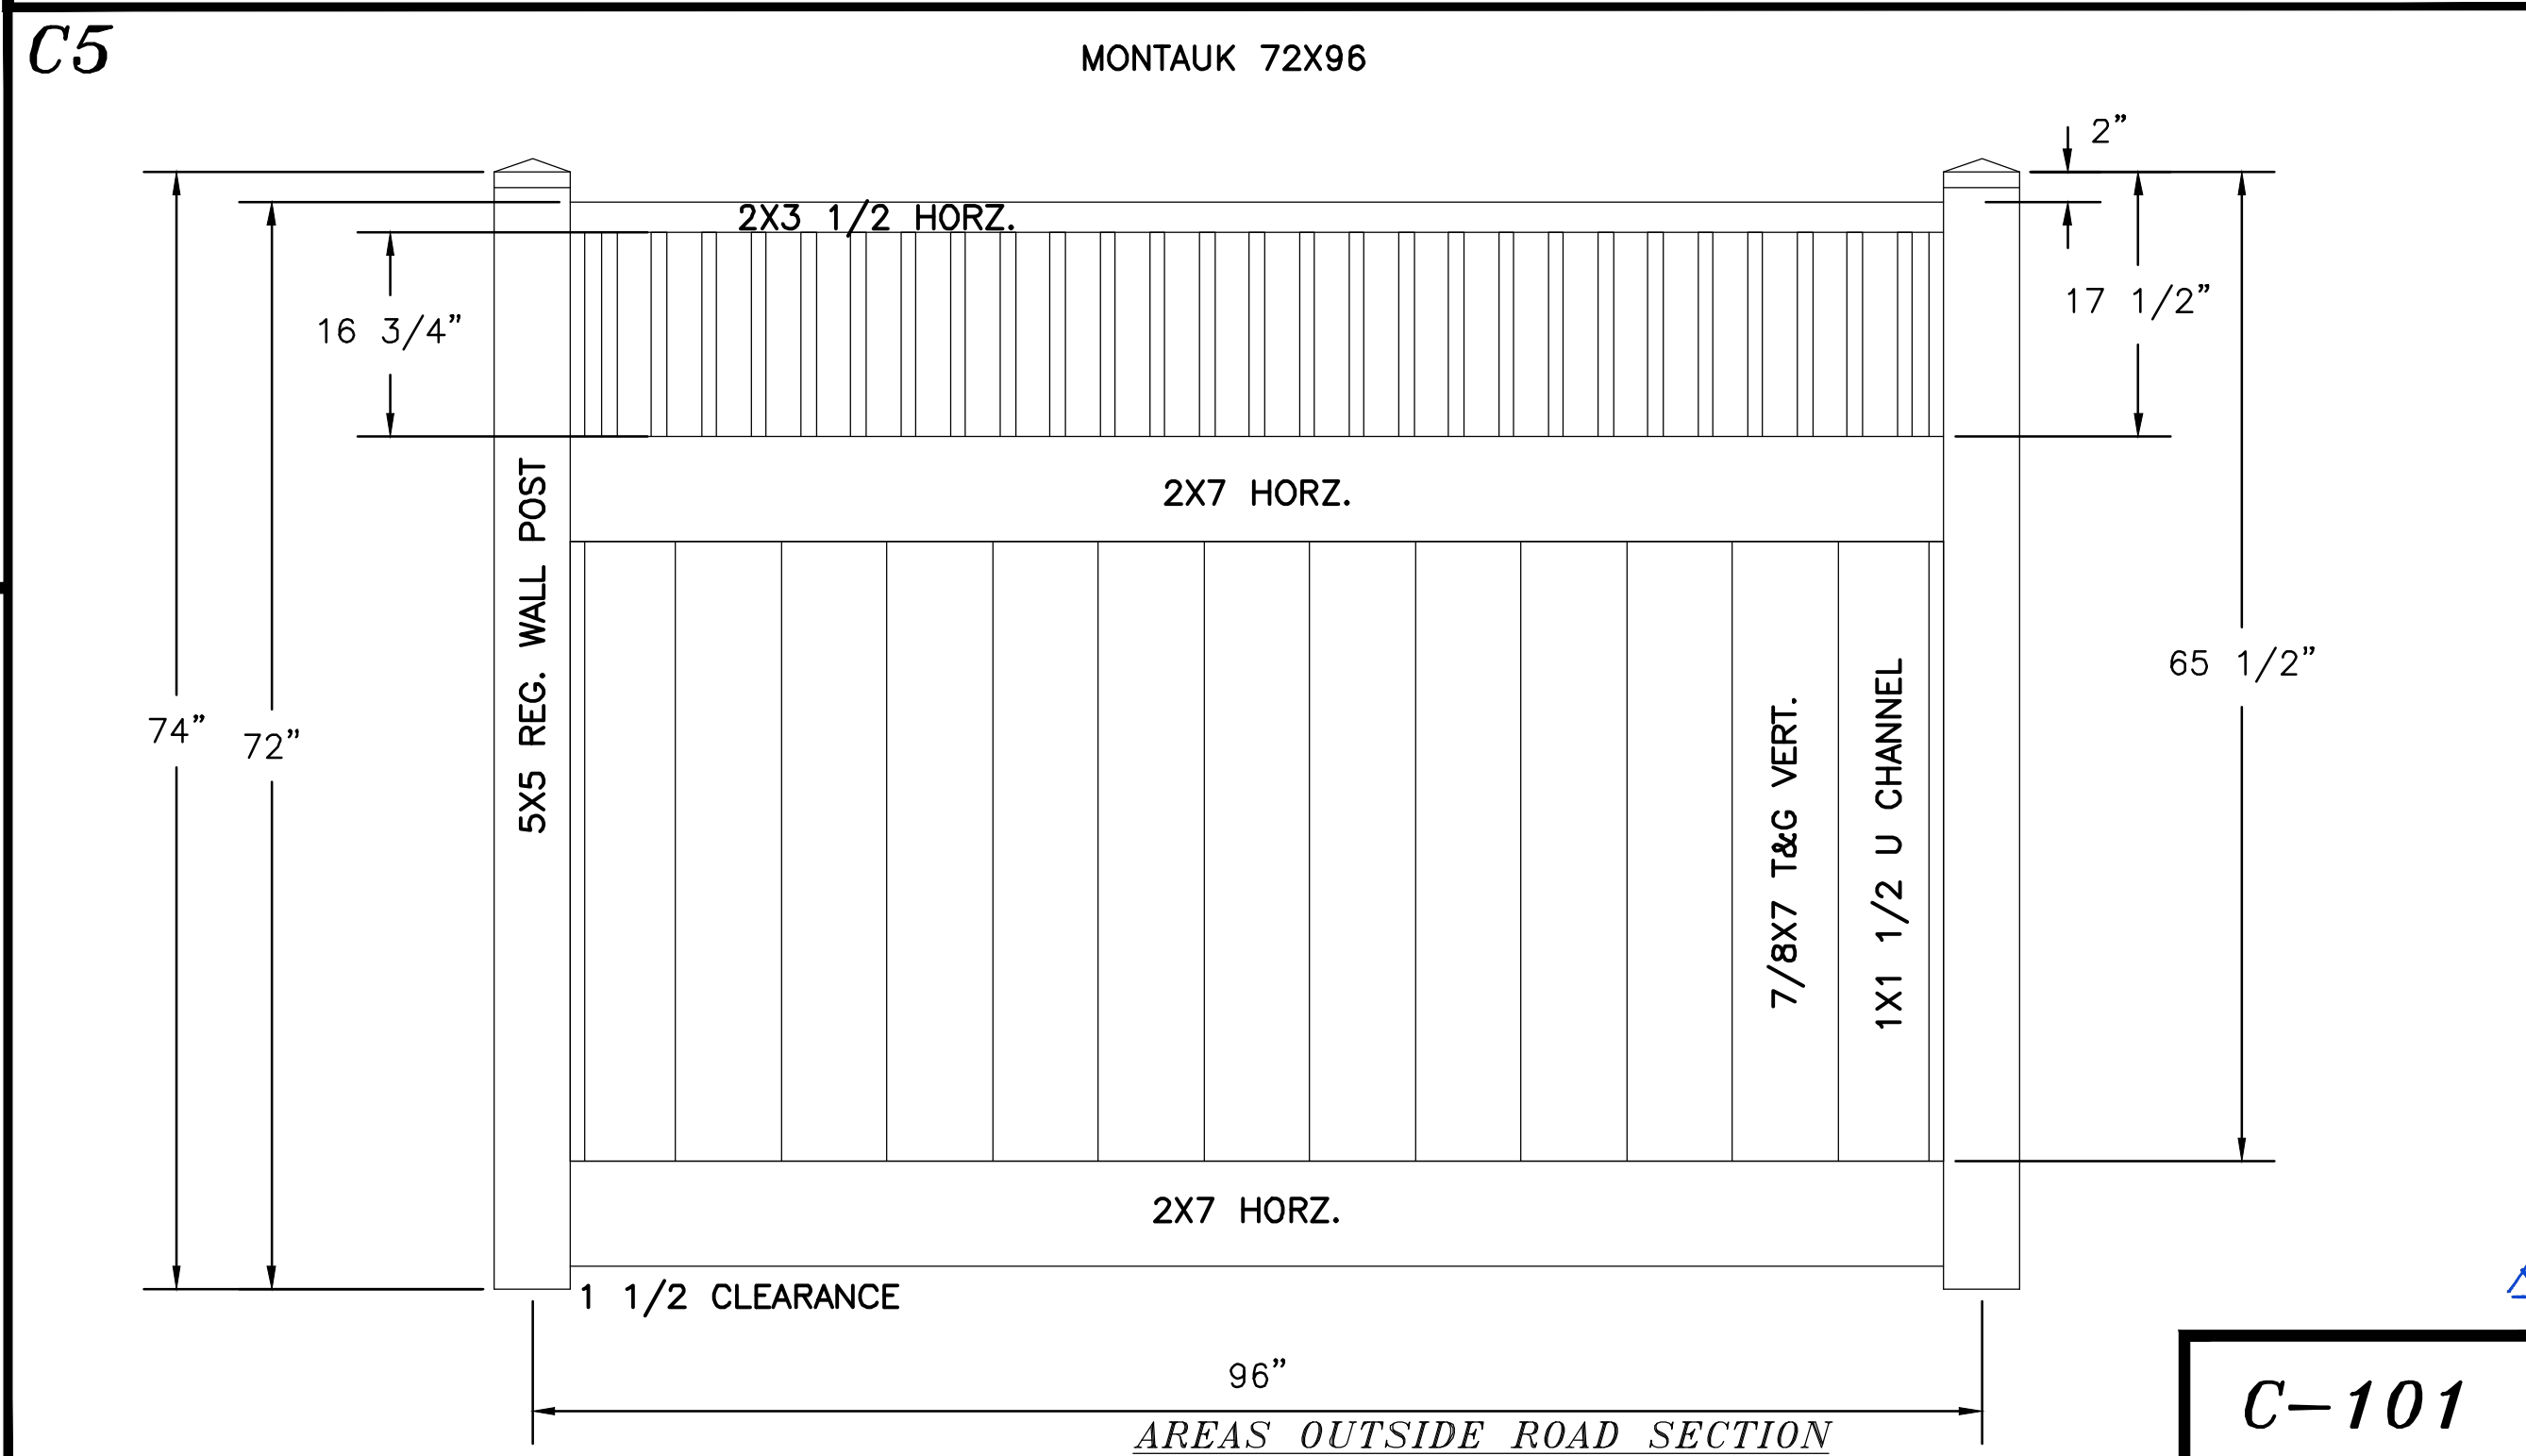 C5
MONTAUK 72X96
2"
2X3 1/2 HORZ.
17 1/2"
16 3/4"
2X7 HORZ.
5X5 REG. WALL POST
65 1/2"
74"
72"
7/8X7 T&G VERT.
1X1 1/2 U CHANNEL
2X7 HORZ.
1 1/2 CLEARANCE
96"
AREAS OUTSIDE ROAD SECTION
C-101